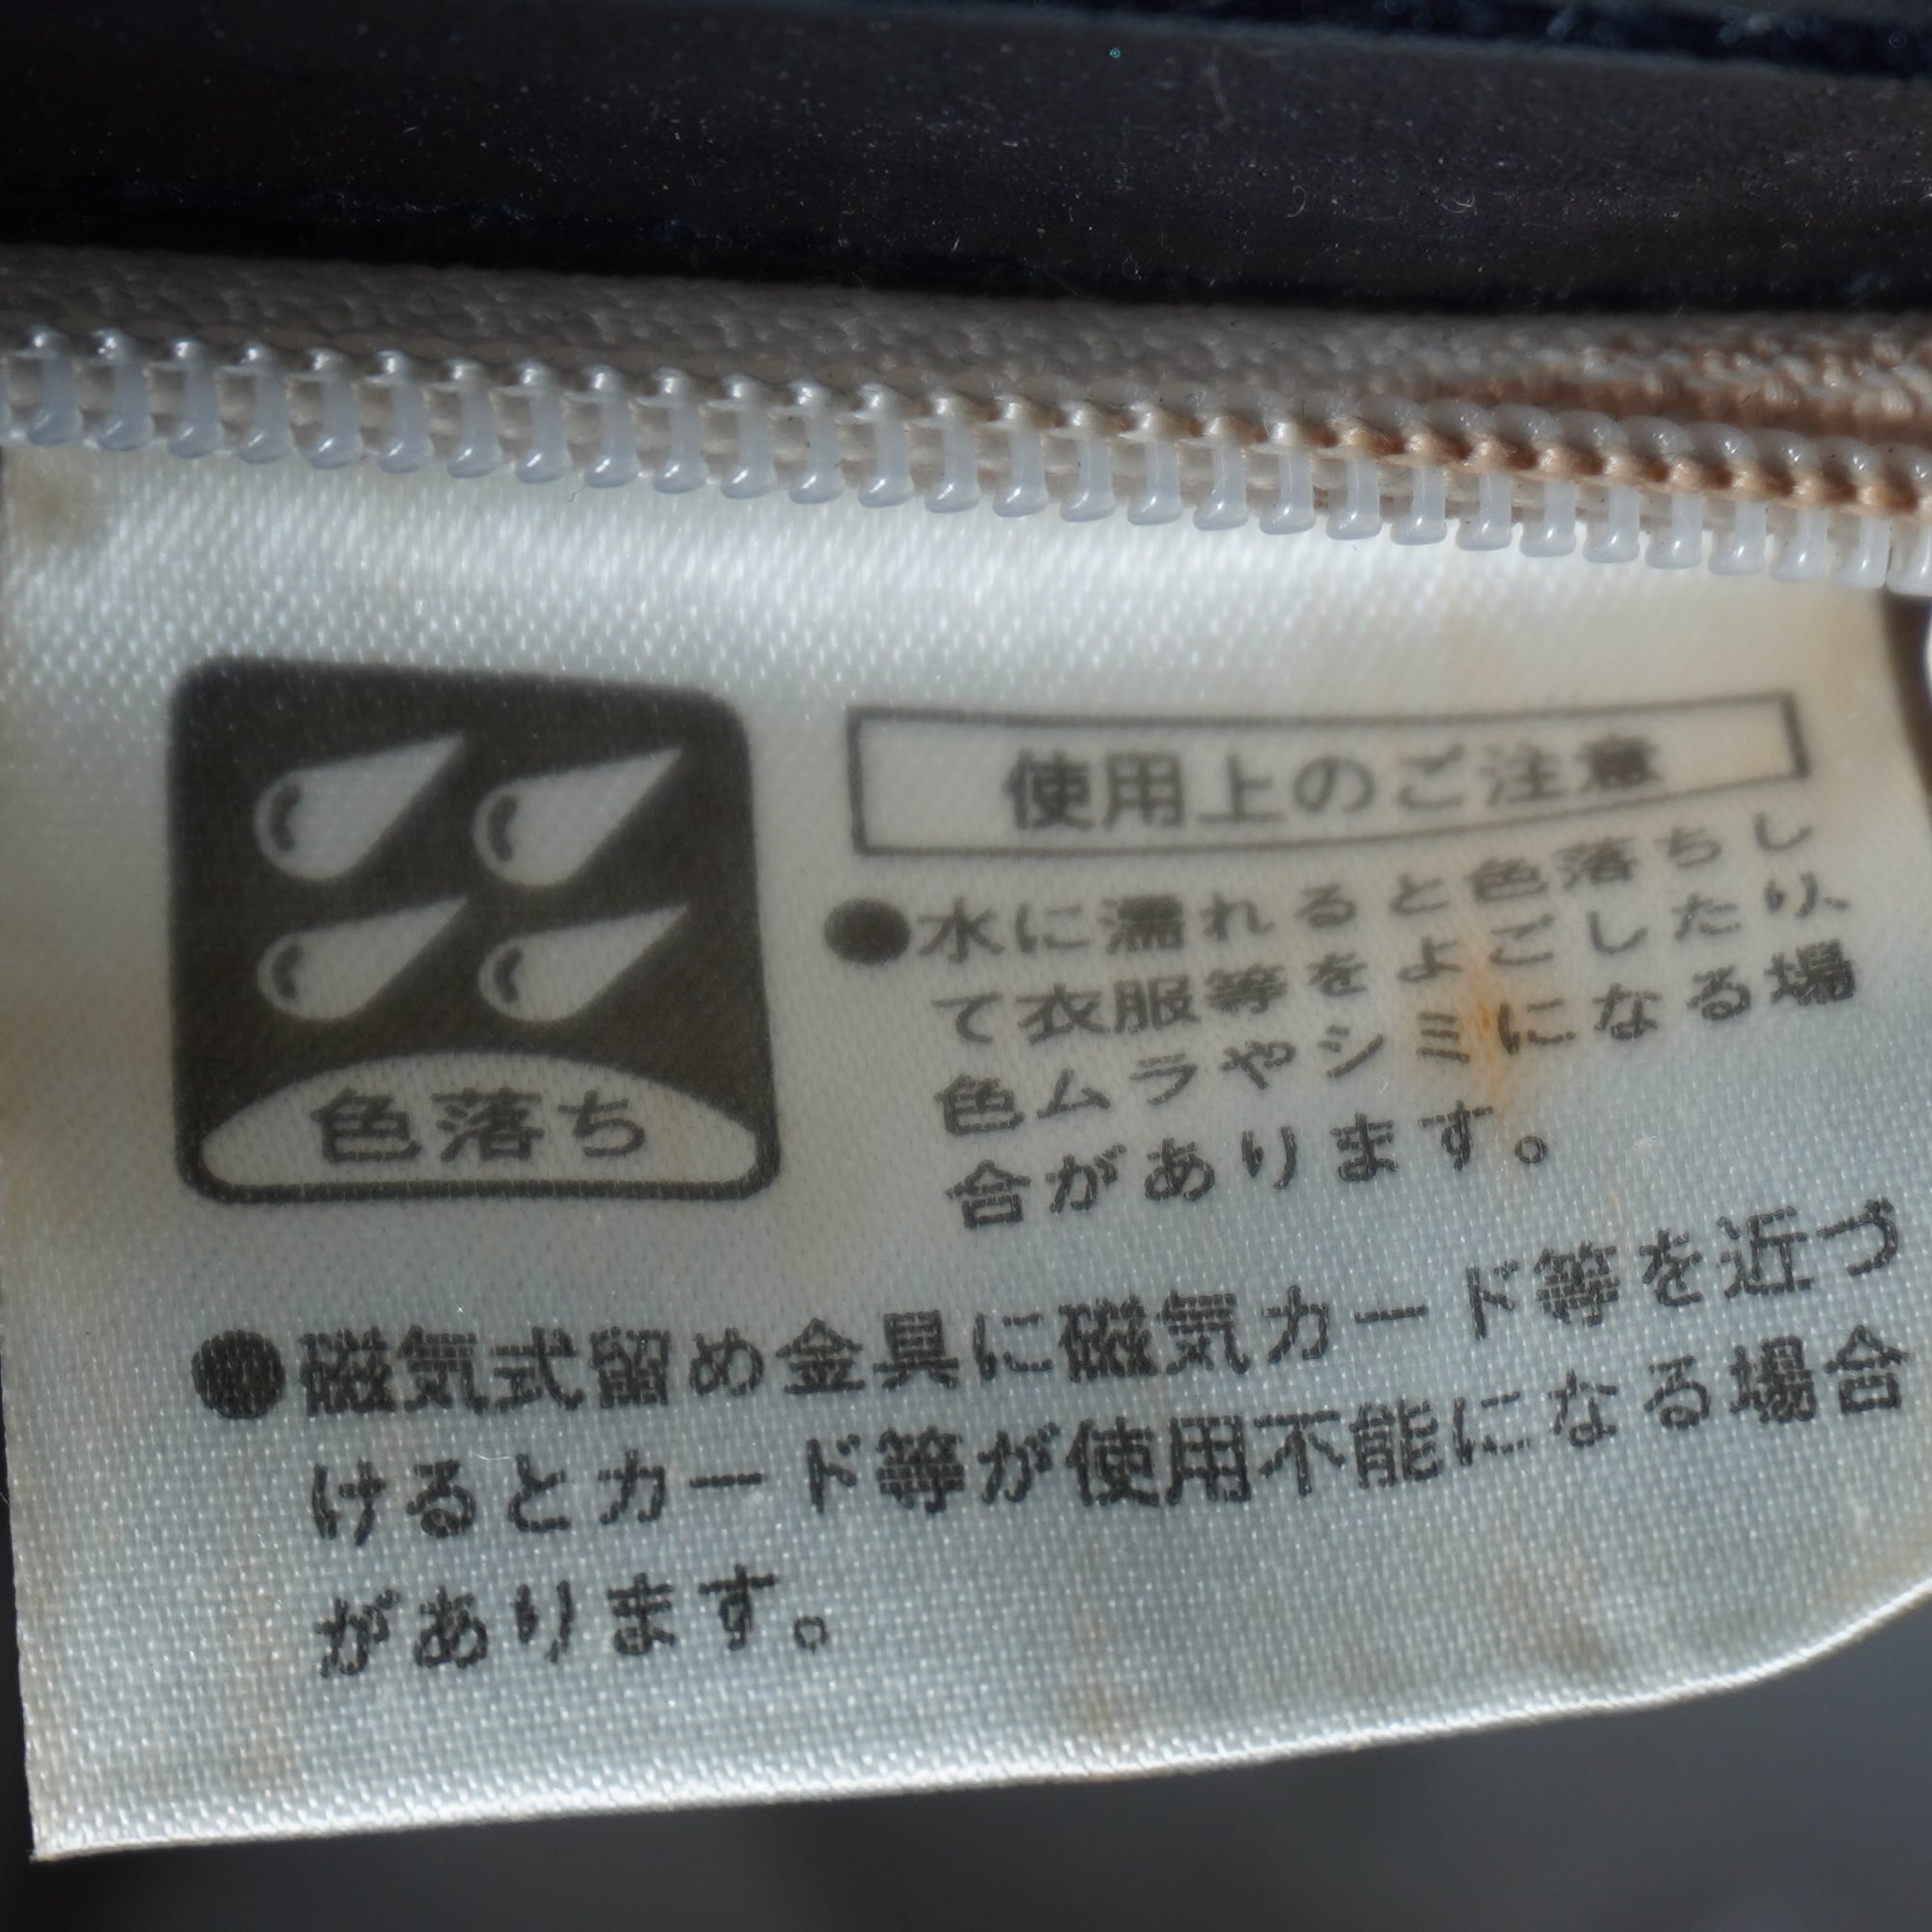 色落ち
使用上のご注意
●水に濡れると色落ちし
て衣服等をよごしたり、
色ムラやシミになる場
合があります。
●磁気式留め金具に磁気カード等を近づ
けるとカード等が使用不能になる場合
があります。